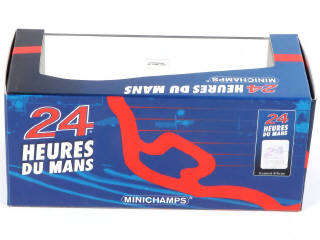 24 HEURES DU MANS
MINICHAMPS
24
HEURES
DU MANS
24
HEURES
DU MANS
MINICHAMPS